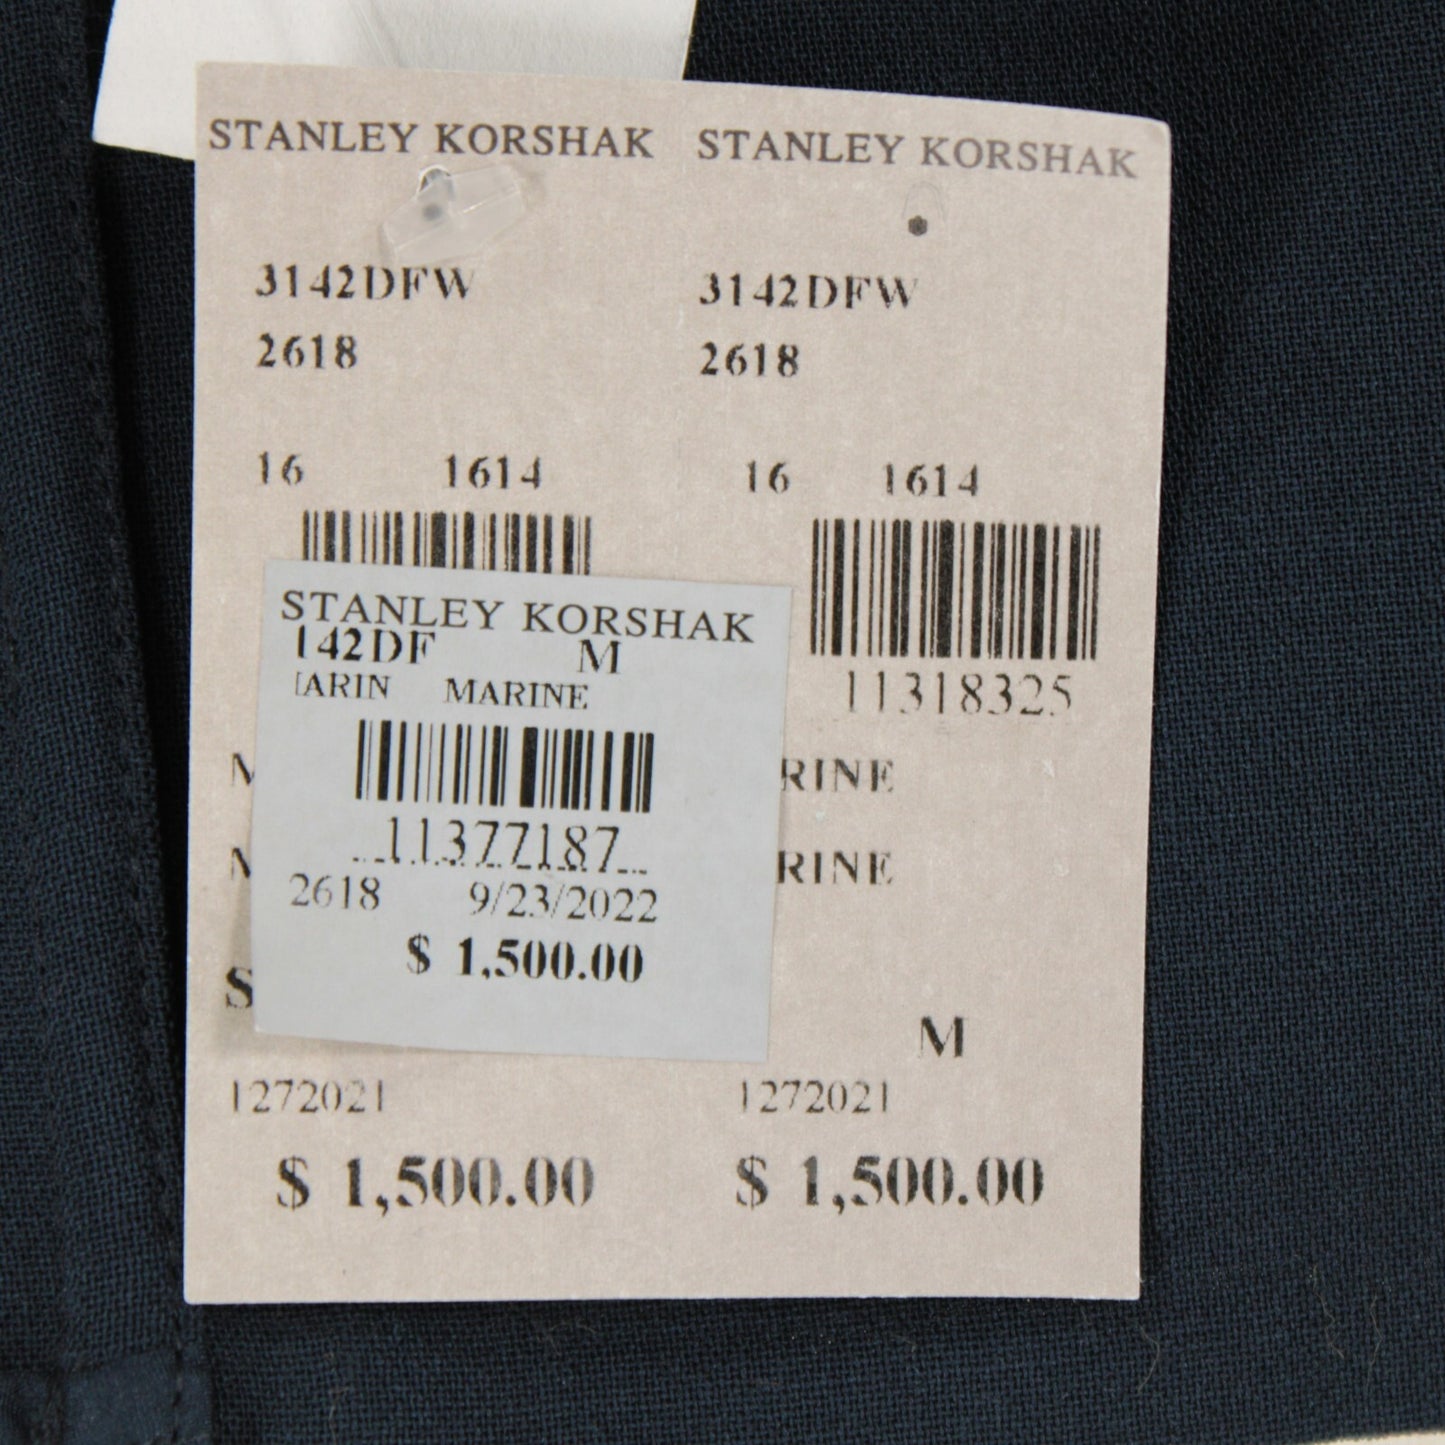 STANLEY KORSHAK STANLEY KORSHAK
3142DFW 3142DFW
2618 2618
16 1614 16 1614
11318325
STANLEY KORSHAK
142DF M
ARIN MARINE
11377187
2618 9/23/2022
$ 1,500.00
RINE
RINE
S
M
1272021 1272021
$ 1,500.00 $ 1,500.00